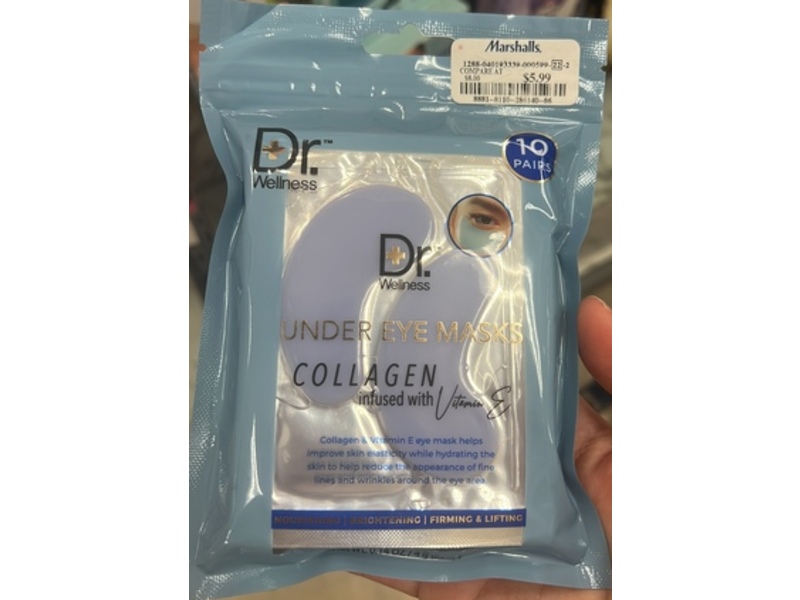 Marshalls.
COMPARE AT
$8.00
$5.99
Dr.™
Wellness
10
PAIRS
Dr.
Wellness
UNDER EYE MASKS
COLLAGEN
infused with Vitamin E
Collagen & Vitamin E eye mask helps
improve skin elasticity while hydrating the
skin to help reduce the appearance of fine
lines and wrinkles around the eye area
NOURISHING | BRIGHTENING | FIRMING & LIFTING